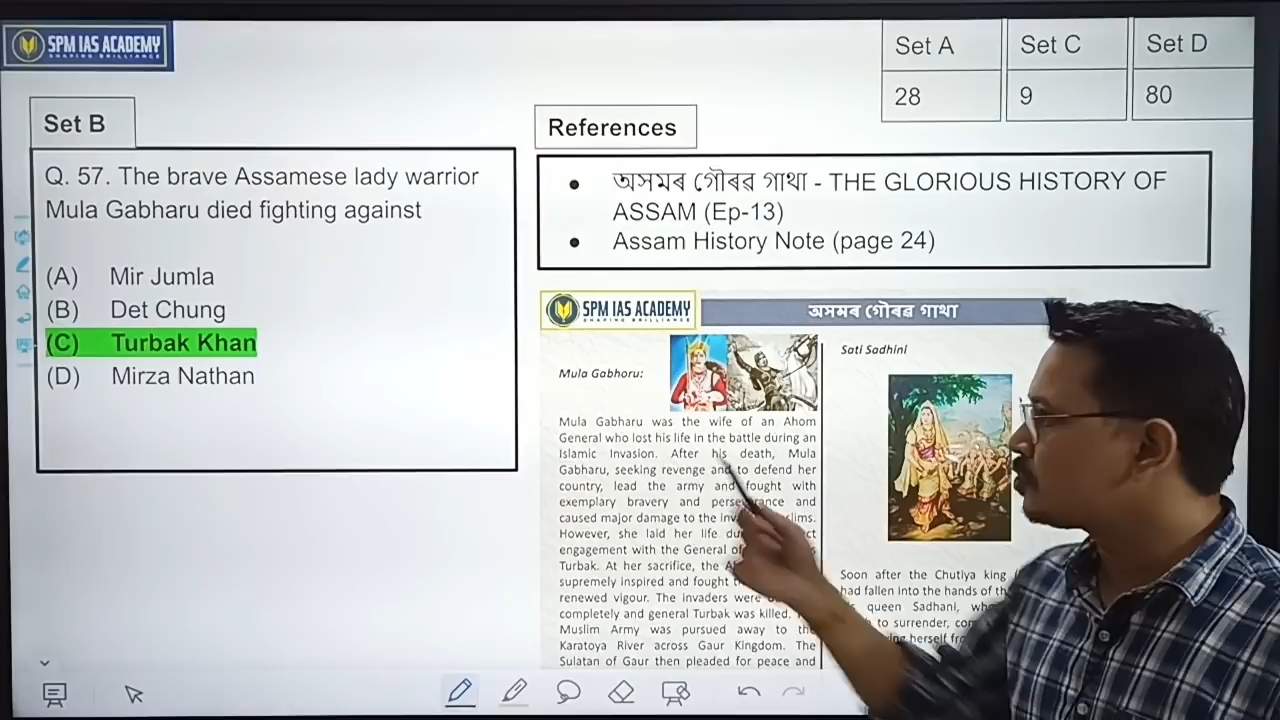 SPM IAS ACADEMY
SHAPING BRILLIANCE
Set A
Set C
Set D
28
9
80
Set B
Q. 57. The brave Assamese lady warrior
Mula Gabharu died fighting against
(A) Mir Jumla
(B) Det Chung
(C) Turbak Khan
(D) Mirza Nathan
References
অসমৰ গৌৰৱ গাথা - THE GLORIOUS HISTORY OF
ASSAM (Ep-13)
Assam History Note (page 24)
SPM IAS ACADEMY
SHAPING BRILLIANCE
অসমৰ গৌৰৱ গাথা
Mula Gabhoru:
Mula Gabharu was the wife of an Ahom
General who lost his life in the battle during an
Islamic Invasion. After his death, Mula
Gabharu, seeking revenge and to defend her
country, lead the army and fought with
exemplary bravery and perseverance and
caused major damage to the
However, she laid her life
engagement with the General of
Turbak. At her sacrifice, the
supremely inspired and fought
renewed vigour. The invaders were
completely and general Turbak was killed.
Muslim Army was pursued away to the
Karatoya River across Gaur Kingdom. The
Sulatan of Gaur then pleaded for peace and
Sati Sadhini
Soon after the Chutiya king
had fallen into the hands of
queen Sadhani,
to surrender,
herself